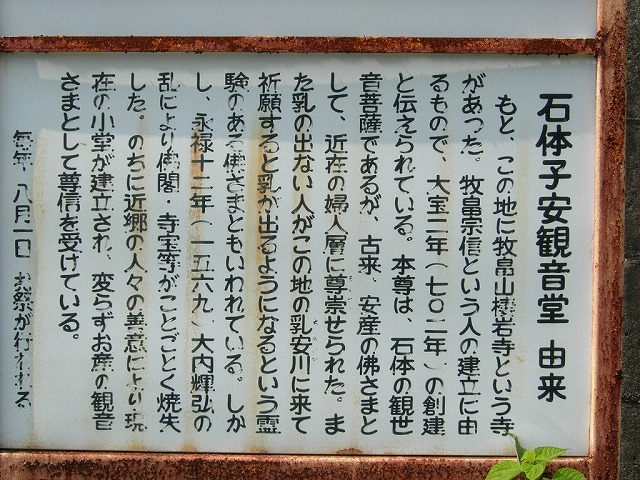 石体子安観音堂 由来
もと、この地に牧畠山棲岩寺という寺
があった。牧畠宗信という人の建立に由
るもので、大宝二年(七〇二年)の創建
と伝えられている。本尊は、石体の観世
音菩薩であるが、古来、安産の佛さまと
して、近在の婦人層に尊崇せられた。ま
た乳の出ない人がこの地の乳安川に来て
祈願すると乳が出るようになるという霊
験のある佛さまともいわれている。しか
し、永禄十二年(一五六九、大内輝弘の
乱により佛閣・寺宝等がことごとく焼失
した。のちに近郷の人々の善意により現
在の小堂が建立され、変らずお産の観音
さまとして尊信を受けている。
毎年 八月一日 お祭が行われる